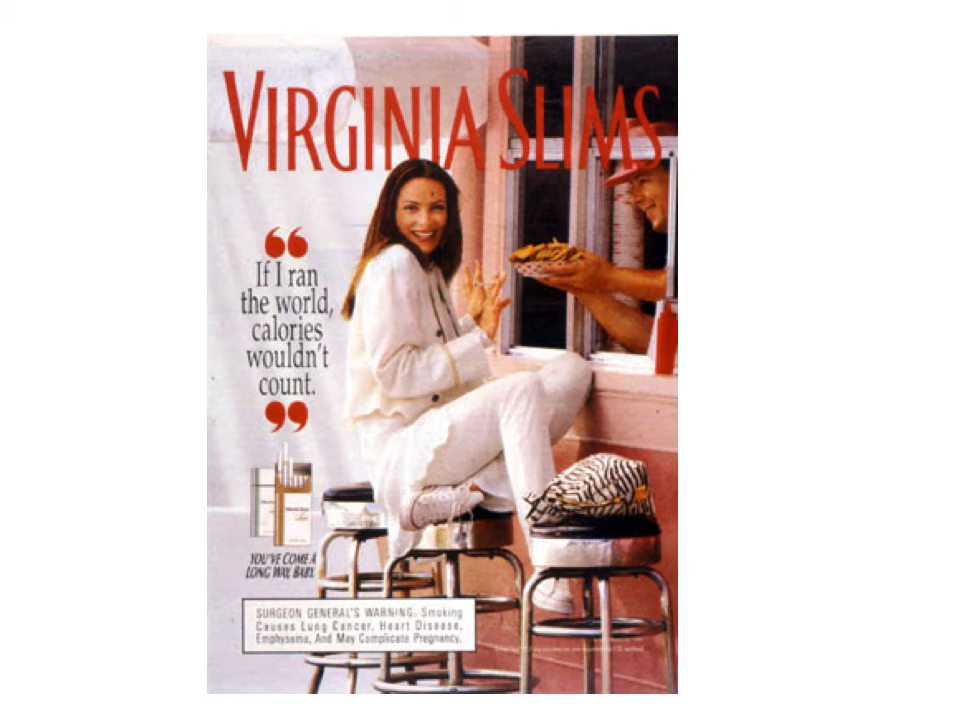 VIRGINIA SLIMS
“
If I ran
the world,
calories
wouldn't
count.
”
YOU'VE COME A
LONG WAY, BABY.
SURGEON GENERAL'S WARNING: Smoking
Causes Lung Cancer, Heart Disease,
Emphysema, And May Complicate Pregnancy.